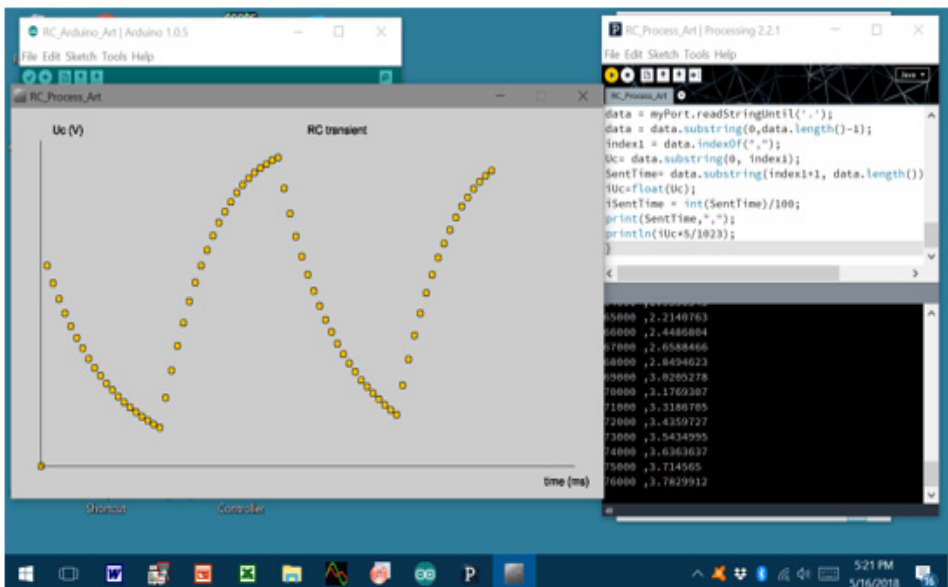 RC_Arduino_Art | Arduino 1.0.5
File Edit Sketch Tools Help
RC_Process_Art
Uc (V)
RC transient
time (ms)
Shortcut
Controller
RC_Process_Art | Processing 2.2.1
File Edit Sketch Tools Help
Java
RC_Process_Art
data = myPort.readStringUntil('.');
data = data.substring(0,data.length()-1);
index1 = data.indexOf(",");
Uc= data.substring(0, index1);
SentTime= data.substring(index1+1, data.length())
iUc=float(Uc);
iSentTime = int(SentTime)/100;
print(SentTime,",");
println(iUc*5/1023);
}
65000 ,2.2140763
66000 ,2.4486804
67000 ,2.6588466
68000 ,2.8494623
69000 ,3.0205278
70000 ,3.1769307
71000 ,3.3186705
72000 ,3.4359727
73000 ,3.5434995
74000 ,3.6363637
75000 ,3.714565
76000 ,3.7829912
5:21 PM
5/16/2018